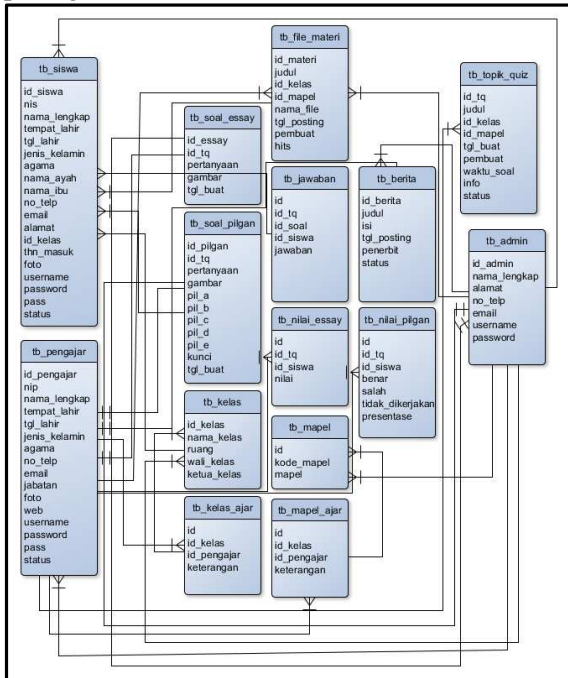 tb_siswa
id_siswa
nis
nama_lengkap
tempat_lahir
tgl_lahir
jenis_kelamin
agama
nama_ayah
nama_ibu
no_telp
email
alamat
id_kelas
thn_masuk
foto
username
password
pass
status
tb_pengajar
id_pengajar
nip
nama_lengkap
tempat_lahir
tgl_lahir
jenis_kelamin
agama
no_telp
email
jabatan
foto
web
username
password
pass
status
tb_soal_essay
id_essay
id_tq
pertanyaan
gambar
tgl_buat
tb_soal_pilgan
id_pilgan
id_tq
pertanyaan
gambar
pil_a
pil_b
pil_c
pil_d
pil_e
kunci
tgl_buat
tb_kelas
id_kelas
nama_kelas
ruang
wali_kelas
ketua_kelas
tb_kelas_ajar
id
id_kelas
id_pengajar
keterangan
tb_file_materi
id_materi
judul
id_kelas
id_mapel
nama_file
tgl_posting
pembuat
hits
tb_jawaban
id
id_tq
id_soal
id_siswa
jawaban
tb_nilai_essay
id
id_tq
id_siswa
nilai
tb_mapel
id
kode_mapel
mapel
tb_mapel_ajar
id
id_kelas
id_pengajar
keterangan
tb_berita
id_berita
judul
isi
tgl_posting
penerbit
status
tb_nilai_pilgan
id
id_tq
id_siswa
benar
salah
tidak_dikerjakan
presentase
tb_topik_quiz
id_tq
judul
id_kelas
id_mapel
tgl_buat
pembuat
waktu_soal
info
status
tb_admin
id_admin
nama_lengkap
alamat
no_telp
email
username
password